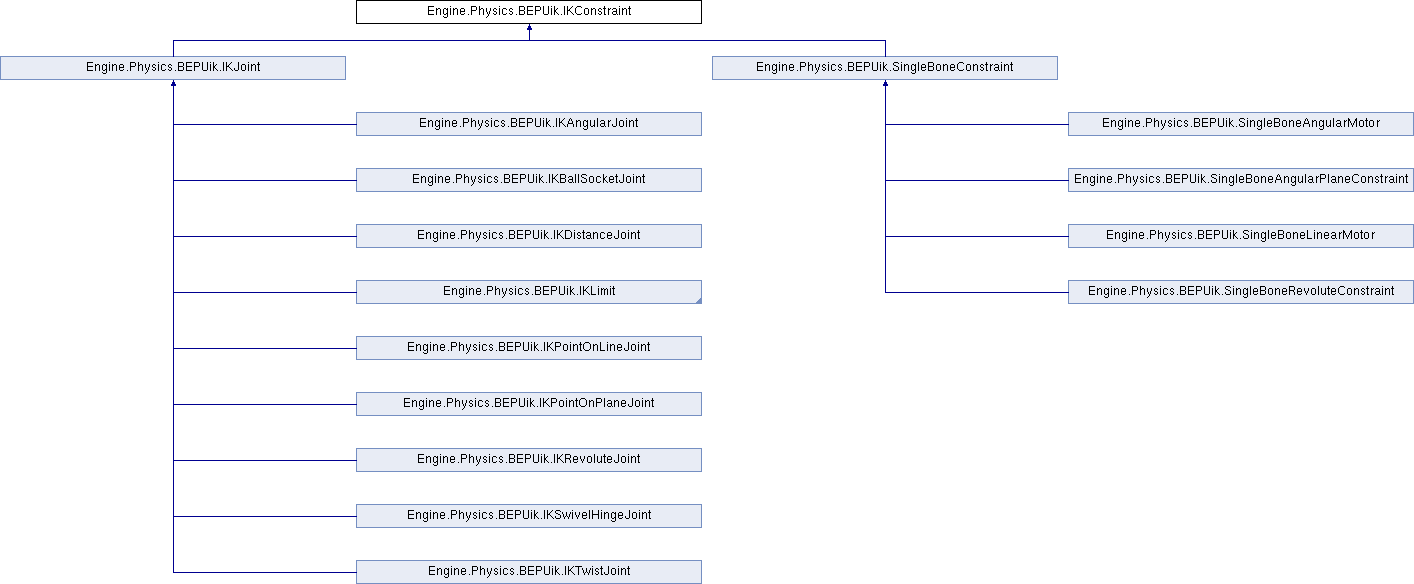 Engine.Physics.BEPUik.IKConstraint
Engine.Physics.BEPUik.IKJoint
Engine.Physics.BEPUik.SingleBoneConstraint
Engine.Physics.BEPUik.IKAngularJoint
Engine.Physics.BEPUik.SingleBoneAngularMotor
Engine.Physics.BEPUik.IKBallSocketJoint
Engine.Physics.BEPUik.SingleBoneAngularPlaneConstraint
Engine.Physics.BEPUik.IKDistanceJoint
Engine.Physics.BEPUik.SingleBoneLinearMotor
Engine.Physics.BEPUik.IKLimit
Engine.Physics.BEPUik.SingleBoneRevoluteConstraint
Engine.Physics.BEPUik.IKPointOnLineJoint
Engine.Physics.BEPUik.IKPointOnPlaneJoint
Engine.Physics.BEPUik.IKRevoluteJoint
Engine.Physics.BEPUik.IKSwivelHingeJoint
Engine.Physics.BEPUik.IKTwistJoint